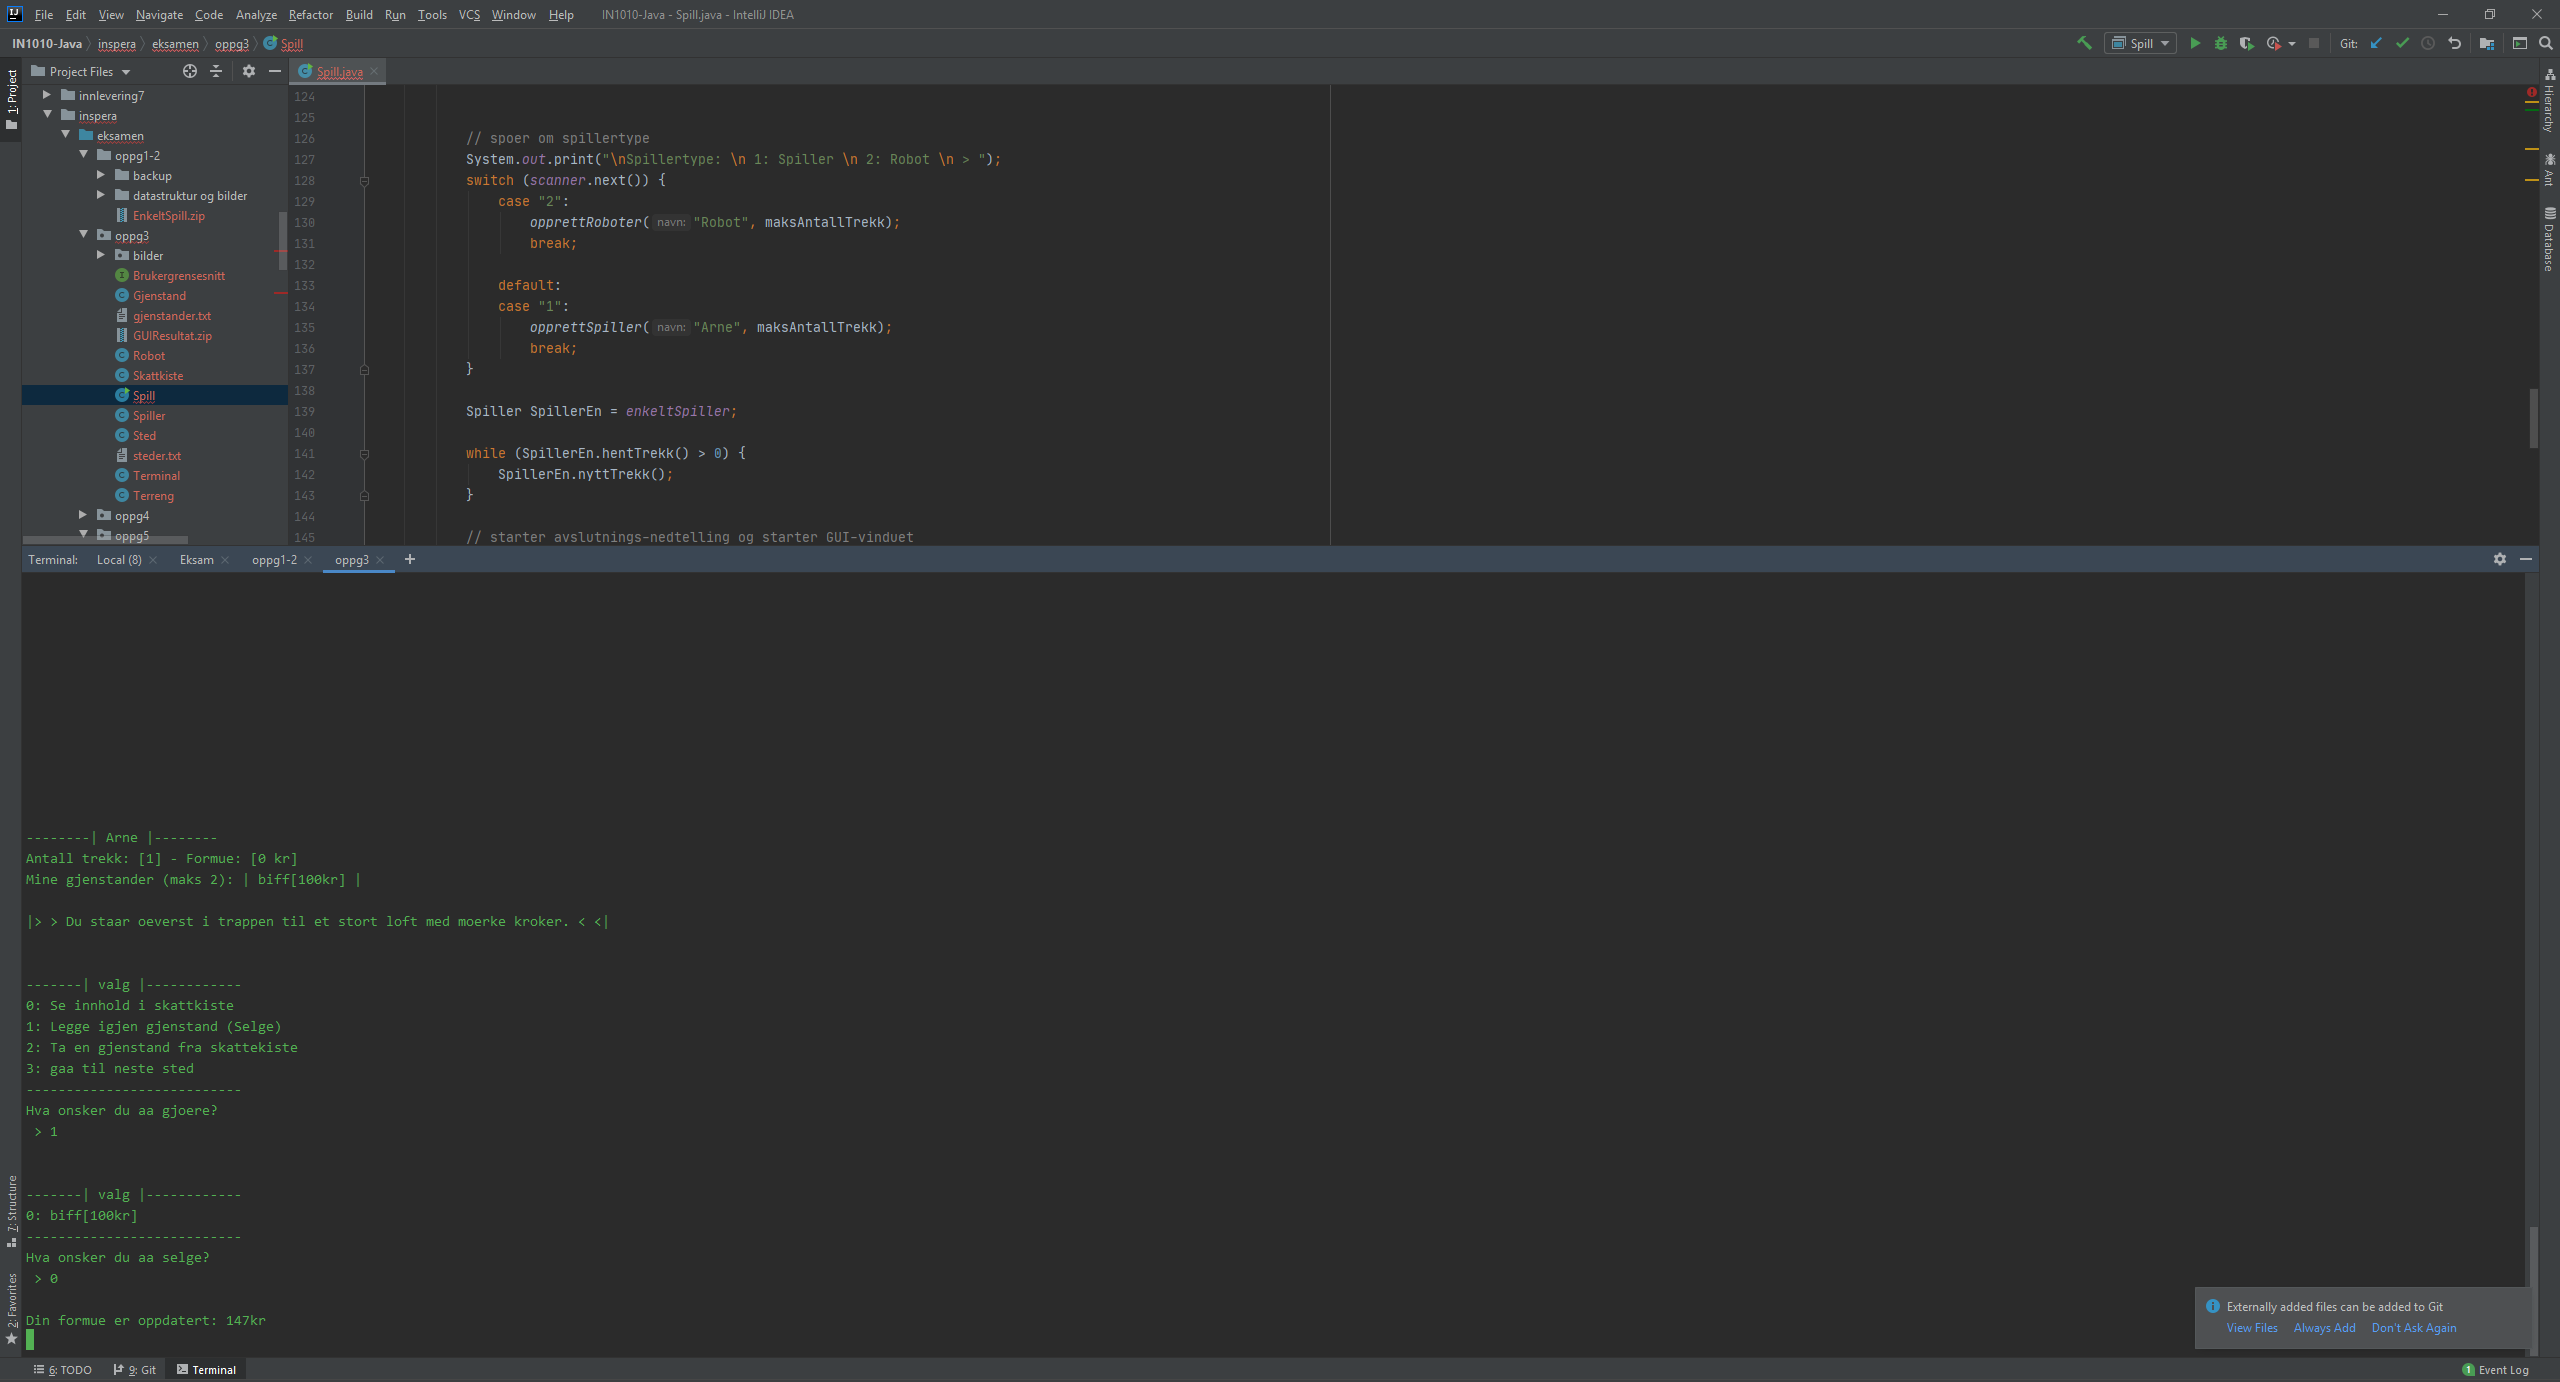 File Edit View Navigate Code Analyze Refactor Build Run Tools VCS Window Help IN1010-Java - Spill.java - IntelliJ IDEA
IN1010-Java inspera eksamen oppg3 Spill
Spill Git:
Project Files
Spill.java
1: Project
innlevering7
inspera
eksamen
oppg1-2
backup
datastruktur og bilder
EnkeltSpill.zip
oppg3
bilder
Brukergrensesnitt
Gjenstand
gjenstander.txt
GUIResultat.zip
Robot
Skattkiste
Spill
Spiller
Sted
steder.txt
Terminal
Terreng
oppg4
oppg5
124
125
126 // spoer om spillertype
127 System.out.print("\nSpillertype: \n 1: Spiller \n 2: Robot \n > ");
128 switch (scanner.next()) {
129 case "2":
130 opprettRoboter( navn: "Robot", maksAntallTrekk);
131 break;
132
133 default:
134 case "1":
135 opprettSpiller( navn: "Arne", maksAntallTrekk);
136 break;
137 }
138
139 Spiller SpillerEn = enkeltSpiller;
140
141 while (SpillerEn.hentTrekk() > 0) {
142 SpillerEn.nyttTrekk();
143 }
144
145 // starter avslutnings-nedtelling og starter GUI-vinduet
Hierarchy
Ant
Database
Terminal: Local (8) Eksam oppg1-2 oppg3
--------| Arne |--------
Antall trekk: [1] - Formue: [0 kr]
Mine gjenstander (maks 2): | biff[100kr] |
|> > Du staar oeverst i trappen til et stort loft med moerke kroker. < <|
-------| valg |------------
0: Se innhold i skattkiste
1: Legge igjen gjenstand (Selge)
2: Ta en gjenstand fra skattekiste
3: gaa til neste sted
---------------------------
Hva onsker du aa gjoere?
> 1
-------| valg |------------
0: biff[100kr]
---------------------------
Hva onsker du aa selge?
> 0
Din formue er oppdatert: 147kr
7: Structure
2: Favorites
Externally added files can be added to Git
View Files Always Add Don't Ask Again
6: TODO 9: Git Terminal
1 Event Log